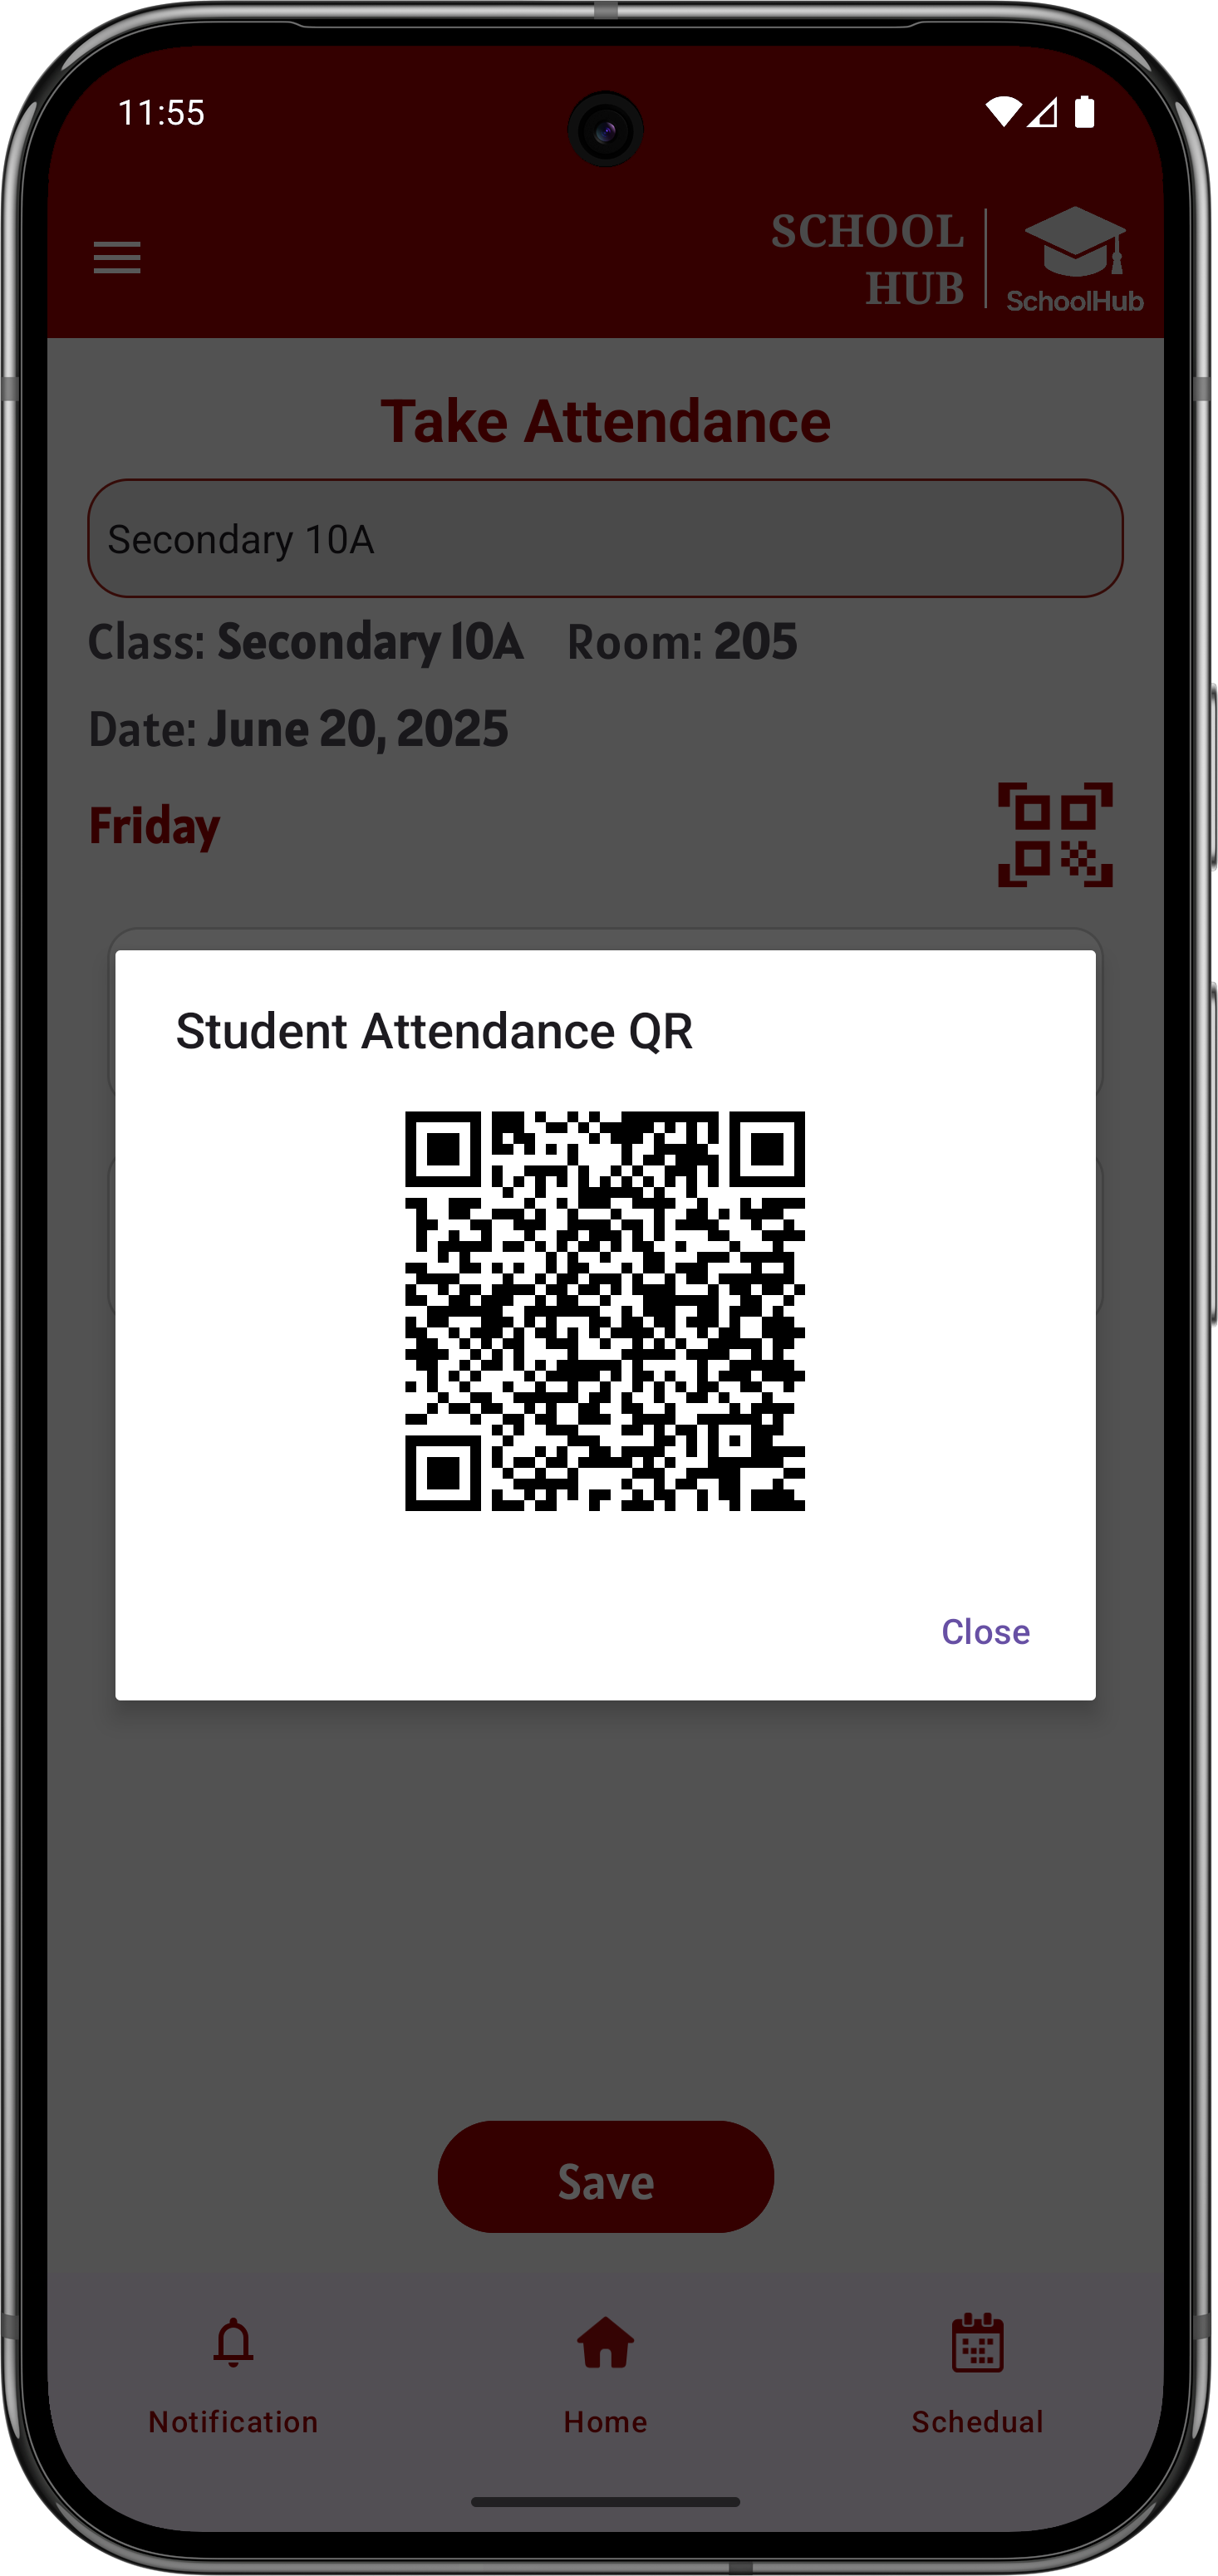 11:55
SCHOOL
HUB
SchoolHub
Take Attendance
Secondary 10A
Class: Secondary 10A Room: 205
Date: June 20, 2025
Friday
Student Attendance QR
Close
Save
Notification Home Schedual